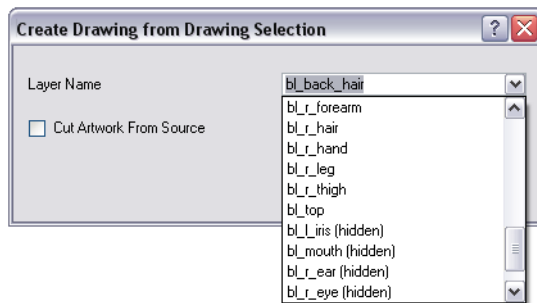 Create Drawing from Drawing Selection
Layer Name
bl_back_hair
Cut Artwork From Source
bl_r_forearm
bl_r_hair
bl_r_hand
bl_r_leg
bl_r_thigh
bl_top
bl_l_iris (hidden)
bl_mouth (hidden)
bl_r_ear (hidden)
bl_r_eye (hidden)